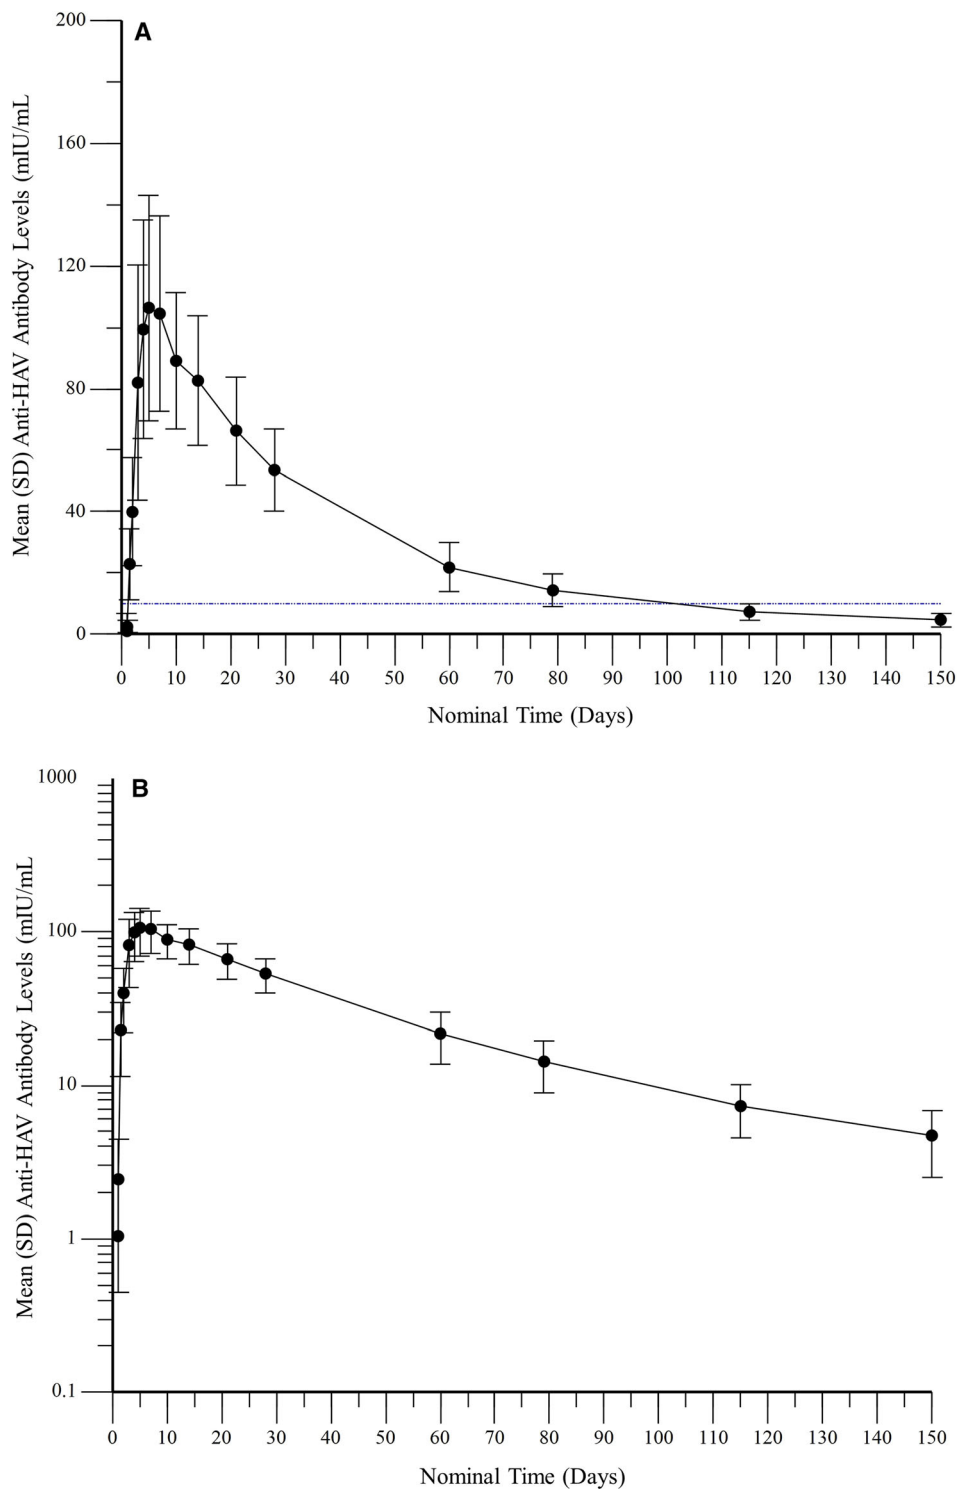 A
Mean (SD) Anti-HAV Antibody Levels (mIU/mL
200
160
120
80
40
0
0 10 20 30 40 50 60 70 80 90 100 110 120 130 140 150
Nominal Time (Days)
B
Mean (SD) Anti-HAV Antibody Levels (mIU/mL
1000
100
10
1
0.1
0 10 20 30 40 50 60 70 80 90 100 110 120 130 140 150
Nominal Time (Days)